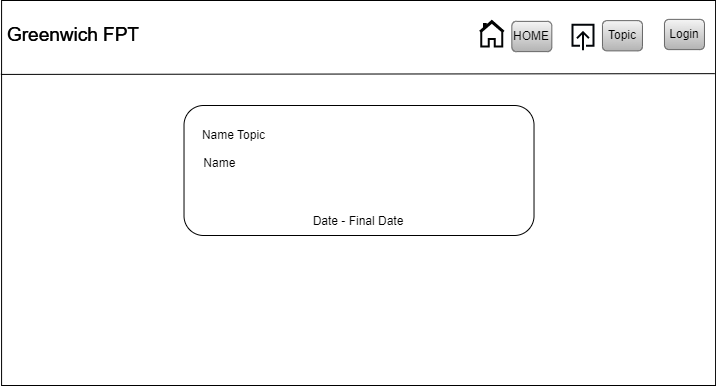 Greenwich FPT
HOME
Topic
Login
Name Topic
Name
Date - Final Date